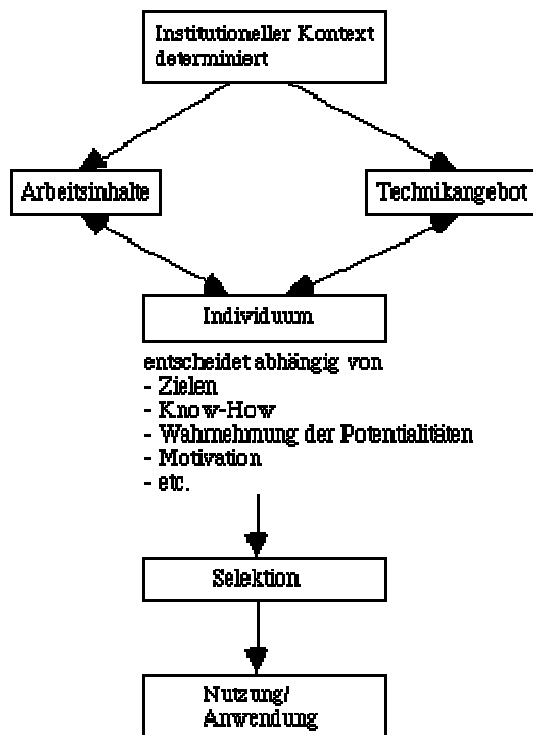 Institutioneller Kontext
determiniert
Arbeitsinhalte
Technikangebot
Individuum
entscheidet abhängig von
- Zielen
- Know-How
- Wahrnehmung der Potentialitäten
- Motivation
- etc.
Selektion
Nutzung/
Anwendung